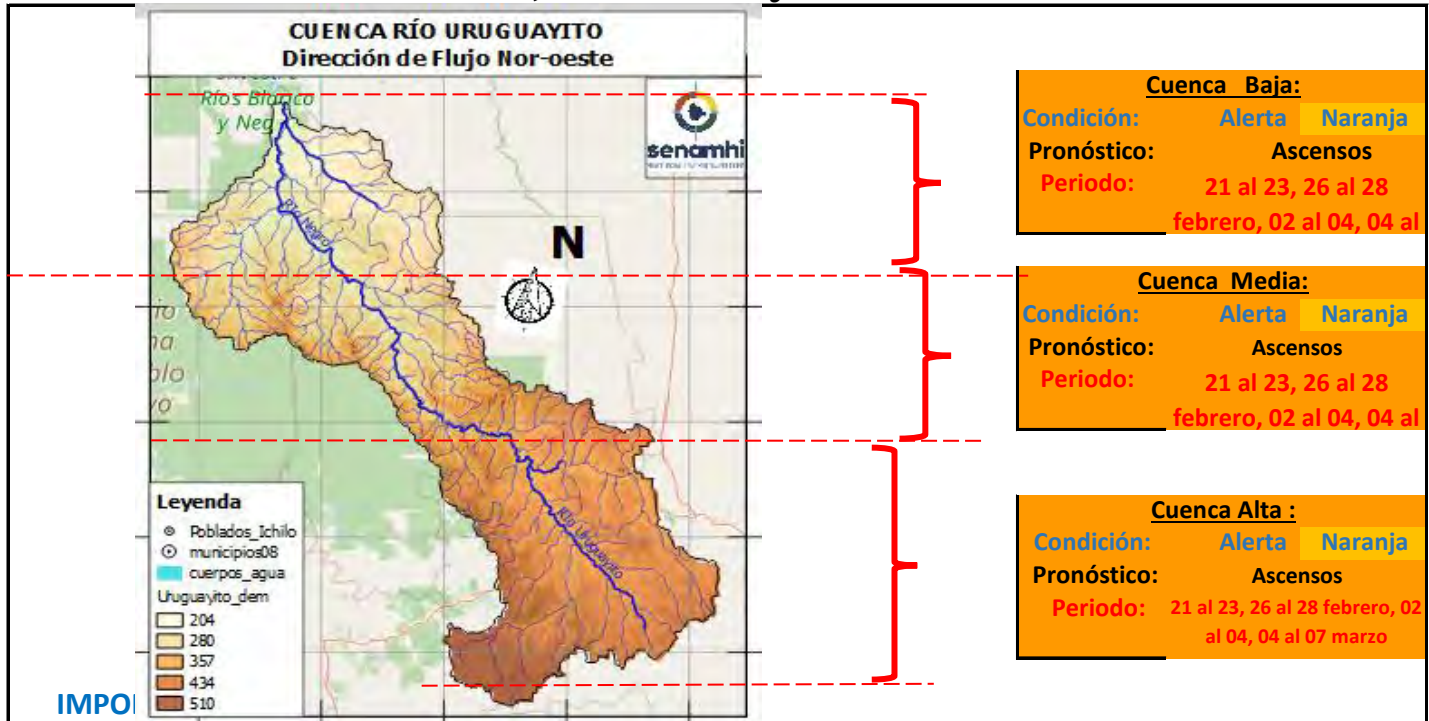 CUENCA RÍO URUGUAYITO
Dirección de Flujo Nor-oeste
Ríos Blanco
y Neg
senamhi
N
Río Negro
Río Uruguayito
Leyenda
Poblados_Ichilo
municipios08
cuerpos_agua
Uruguayito_dem
204
280
357
434
510
Cuenca Baja:
Condición: Alerta Naranja
Pronóstico: Ascensos
Periodo: 21 al 23, 26 al 28
febrero, 02 al 04, 04 al
Cuenca Media:
Condición: Alerta Naranja
Pronóstico: Ascensos
Periodo: 21 al 23, 26 al 28
febrero, 02 al 04, 04 al
Cuenca Alta :
Condición: Alerta Naranja
Pronóstico: Ascensos
Periodo: 21 al 23, 26 al 28 febrero, 02
al 04, 04 al 07 marzo
IMPO